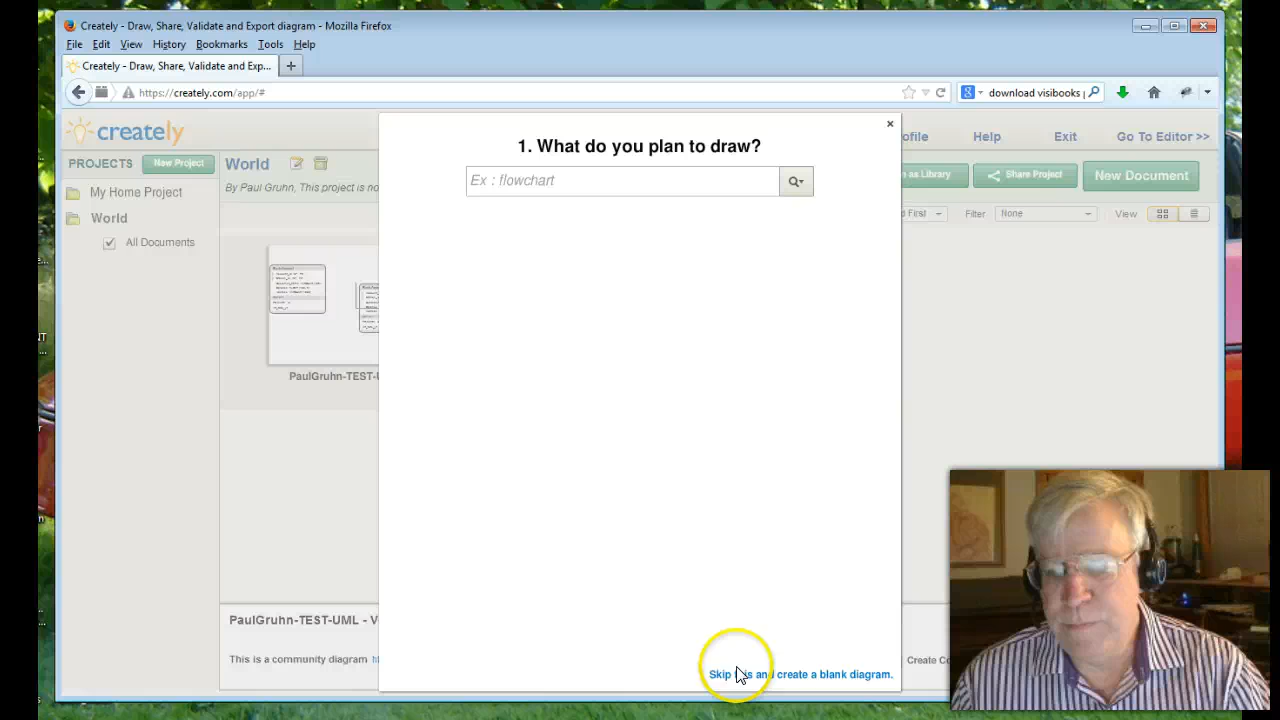 Creately - Draw, Share, Validate and Export diagram - Mozilla Firefox
File Edit View History Bookmarks Tools Help
Creately - Draw, Share, Validate and Exp...
https://creately.com/app/#
download visibooks
creately
ofile Help Exit Go To Editor >>
PROJECTS New Project
World
n as Library Share Project New Document
By Paul Gruhn, This project is no
My Home Project
World
All Documents
d First Filter None View
1. What do you plan to draw?
Ex : flowchart
PaulGruhn-TEST-U
PaulGruhn-TEST-UML - V
This is a community diagram
Create Co
Skip and create a blank diagram.